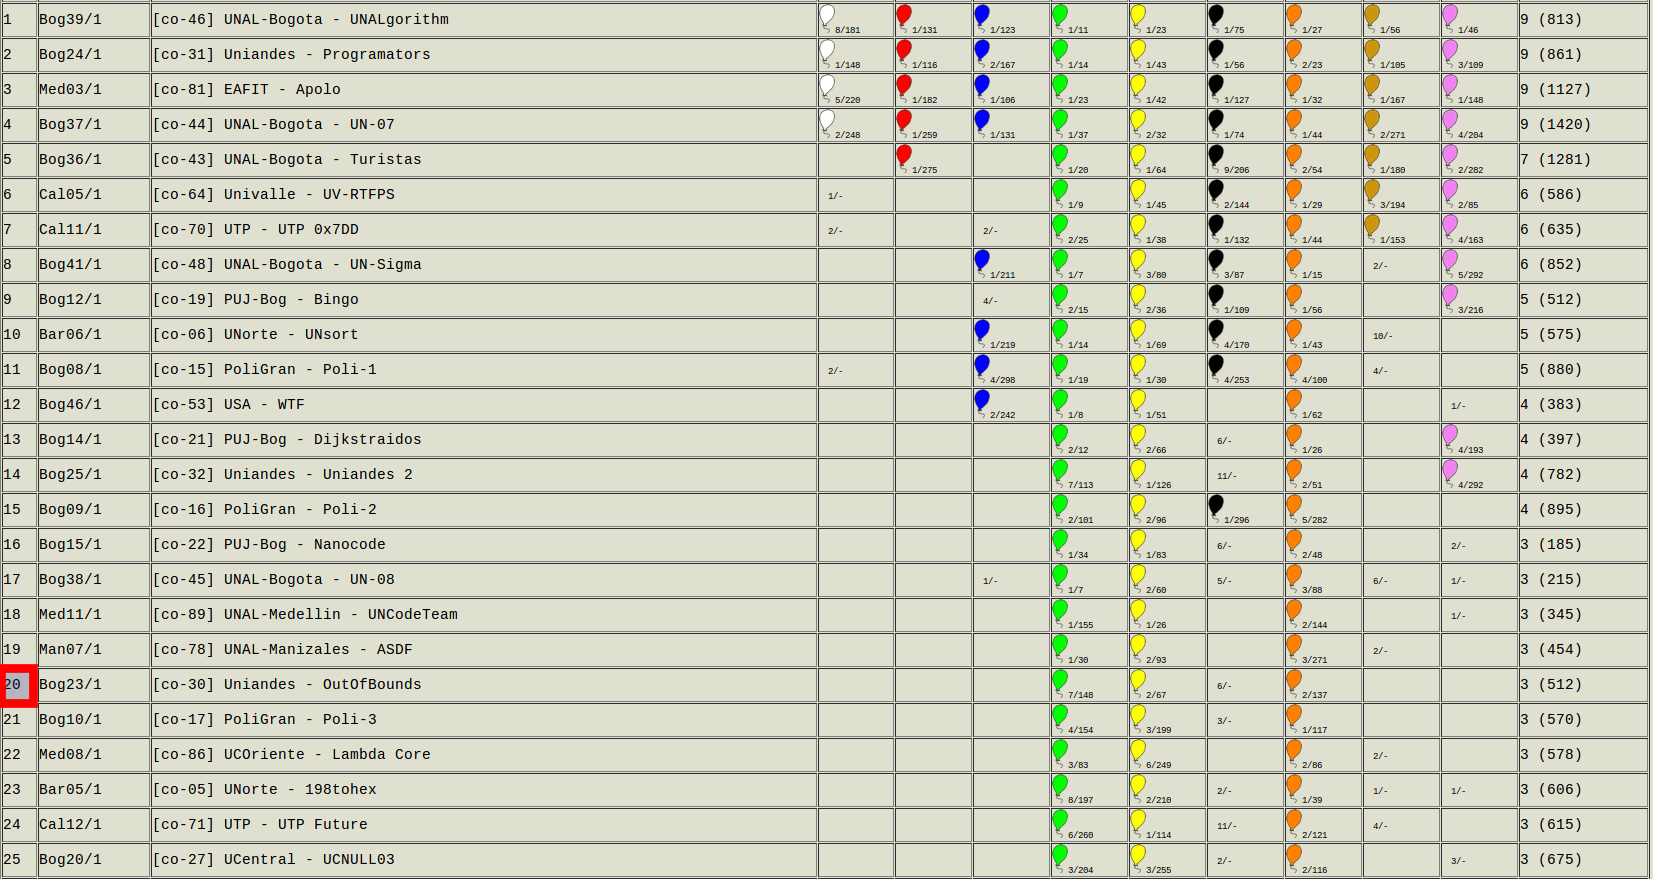 1 Bog39/1 [co-46] UNAL-Bogota - UNALgorithm 8/181 1/131 1/123 1/11 1/23 1/75 1/27 1/56 1/46 9 (813)
2 Bog24/1 [co-31] Uniandes - Programators 1/148 1/116 2/167 1/14 1/43 1/56 2/23 1/105 3/109 9 (861)
3 Med03/1 [co-81] EAFIT - Apolo 5/220 1/182 1/106 1/23 1/42 1/127 1/32 1/167 1/148 9 (1127)
4 Bog37/1 [co-44] UNAL-Bogota - UN-07 2/248 1/259 1/131 1/37 2/32 1/74 1/44 2/271 4/204 9 (1420)
5 Bog36/1 [co-43] UNAL-Bogota - Turistas 1/275 1/20 1/64 9/206 2/54 1/180 2/282 7 (1281)
6 Cal05/1 [co-64] Univalle - UV-RTFPS 1/- 1/9 1/45 2/144 1/29 3/194 2/85 6 (586)
7 Cal11/1 [co-70] UTP - UTP 0x7DD 2/- 2/- 2/25 1/38 1/132 1/44 1/153 4/163 6 (635)
8 Bog41/1 [co-48] UNAL-Bogota - UN-Sigma 1/211 1/7 3/80 3/87 1/15 2/- 5/292 6 (852)
9 Bog12/1 [co-19] PUJ-Bog - Bingo 4/- 2/15 2/36 1/109 1/56 3/216 5 (512)
10 Bar06/1 [co-06] UNorte - UNsort 1/219 1/14 1/69 4/170 1/43 10/- 5 (575)
11 Bog08/1 [co-15] PoliGran - Poli-1 2/- 4/298 1/19 1/30 4/253 4/100 4/- 5 (880)
12 Bog46/1 [co-53] USA - WTF 2/242 1/8 1/51 1/62 1/- 4 (383)
13 Bog14/1 [co-21] PUJ-Bog - Dijkstraidos 2/12 2/66 6/- 1/26 4/193 4 (397)
14 Bog25/1 [co-32] Uniandes - Uniandes 2 7/113 1/126 11/- 2/51 4/292 4 (782)
15 Bog09/1 [co-16] PoliGran - Poli-2 2/101 2/96 1/296 5/282 4 (895)
16 Bog15/1 [co-22] PUJ-Bog - Nanocode 1/34 1/83 6/- 2/48 2/- 3 (185)
17 Bog38/1 [co-45] UNAL-Bogota - UN-08 1/- 1/7 2/60 5/- 3/88 6/- 1/- 3 (215)
18 Med11/1 [co-89] UNAL-Medellin - UNCodeTeam 1/155 1/26 2/144 1/- 3 (345)
19 Man07/1 [co-78] UNAL-Manizales - ASDF 1/30 2/93 3/271 2/- 3 (454)
20 Bog23/1 [co-30] Uniandes - OutOfBounds 7/148 2/67 6/- 2/137 3 (512)
21 Bog10/1 [co-17] PoliGran - Poli-3 4/154 3/199 3/- 1/117 3 (570)
22 Med08/1 [co-86] UCOriente - Lambda Core 3/83 6/249 2/86 2/- 3 (578)
23 Bar05/1 [co-05] UNorte - 198tohex 8/197 2/210 2/- 1/39 1/- 1/- 3 (606)
24 Cal12/1 [co-71] UTP - UTP Future 6/260 1/114 11/- 2/121 4/- 3 (615)
25 Bog20/1 [co-27] UCentral - UCNULL03 3/204 3/255 2/- 2/116 3/- 3 (675)